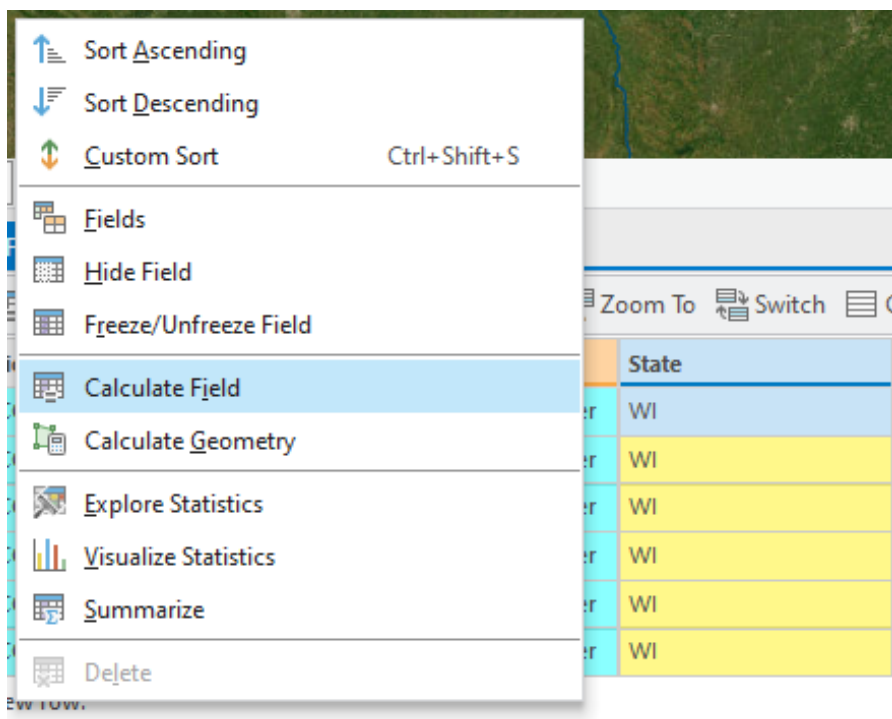 Sort Ascending
Sort Descending
Custom Sort Ctrl+Shift+S
Fields
Hide Field
Freeze/Unfreeze Field
Zoom To Switch
State
Calculate Field
WI
Calculate Geometry
WI
Explore Statistics
WI
Visualize Statistics
WI
Summarize
WI
Delete
WI
row.